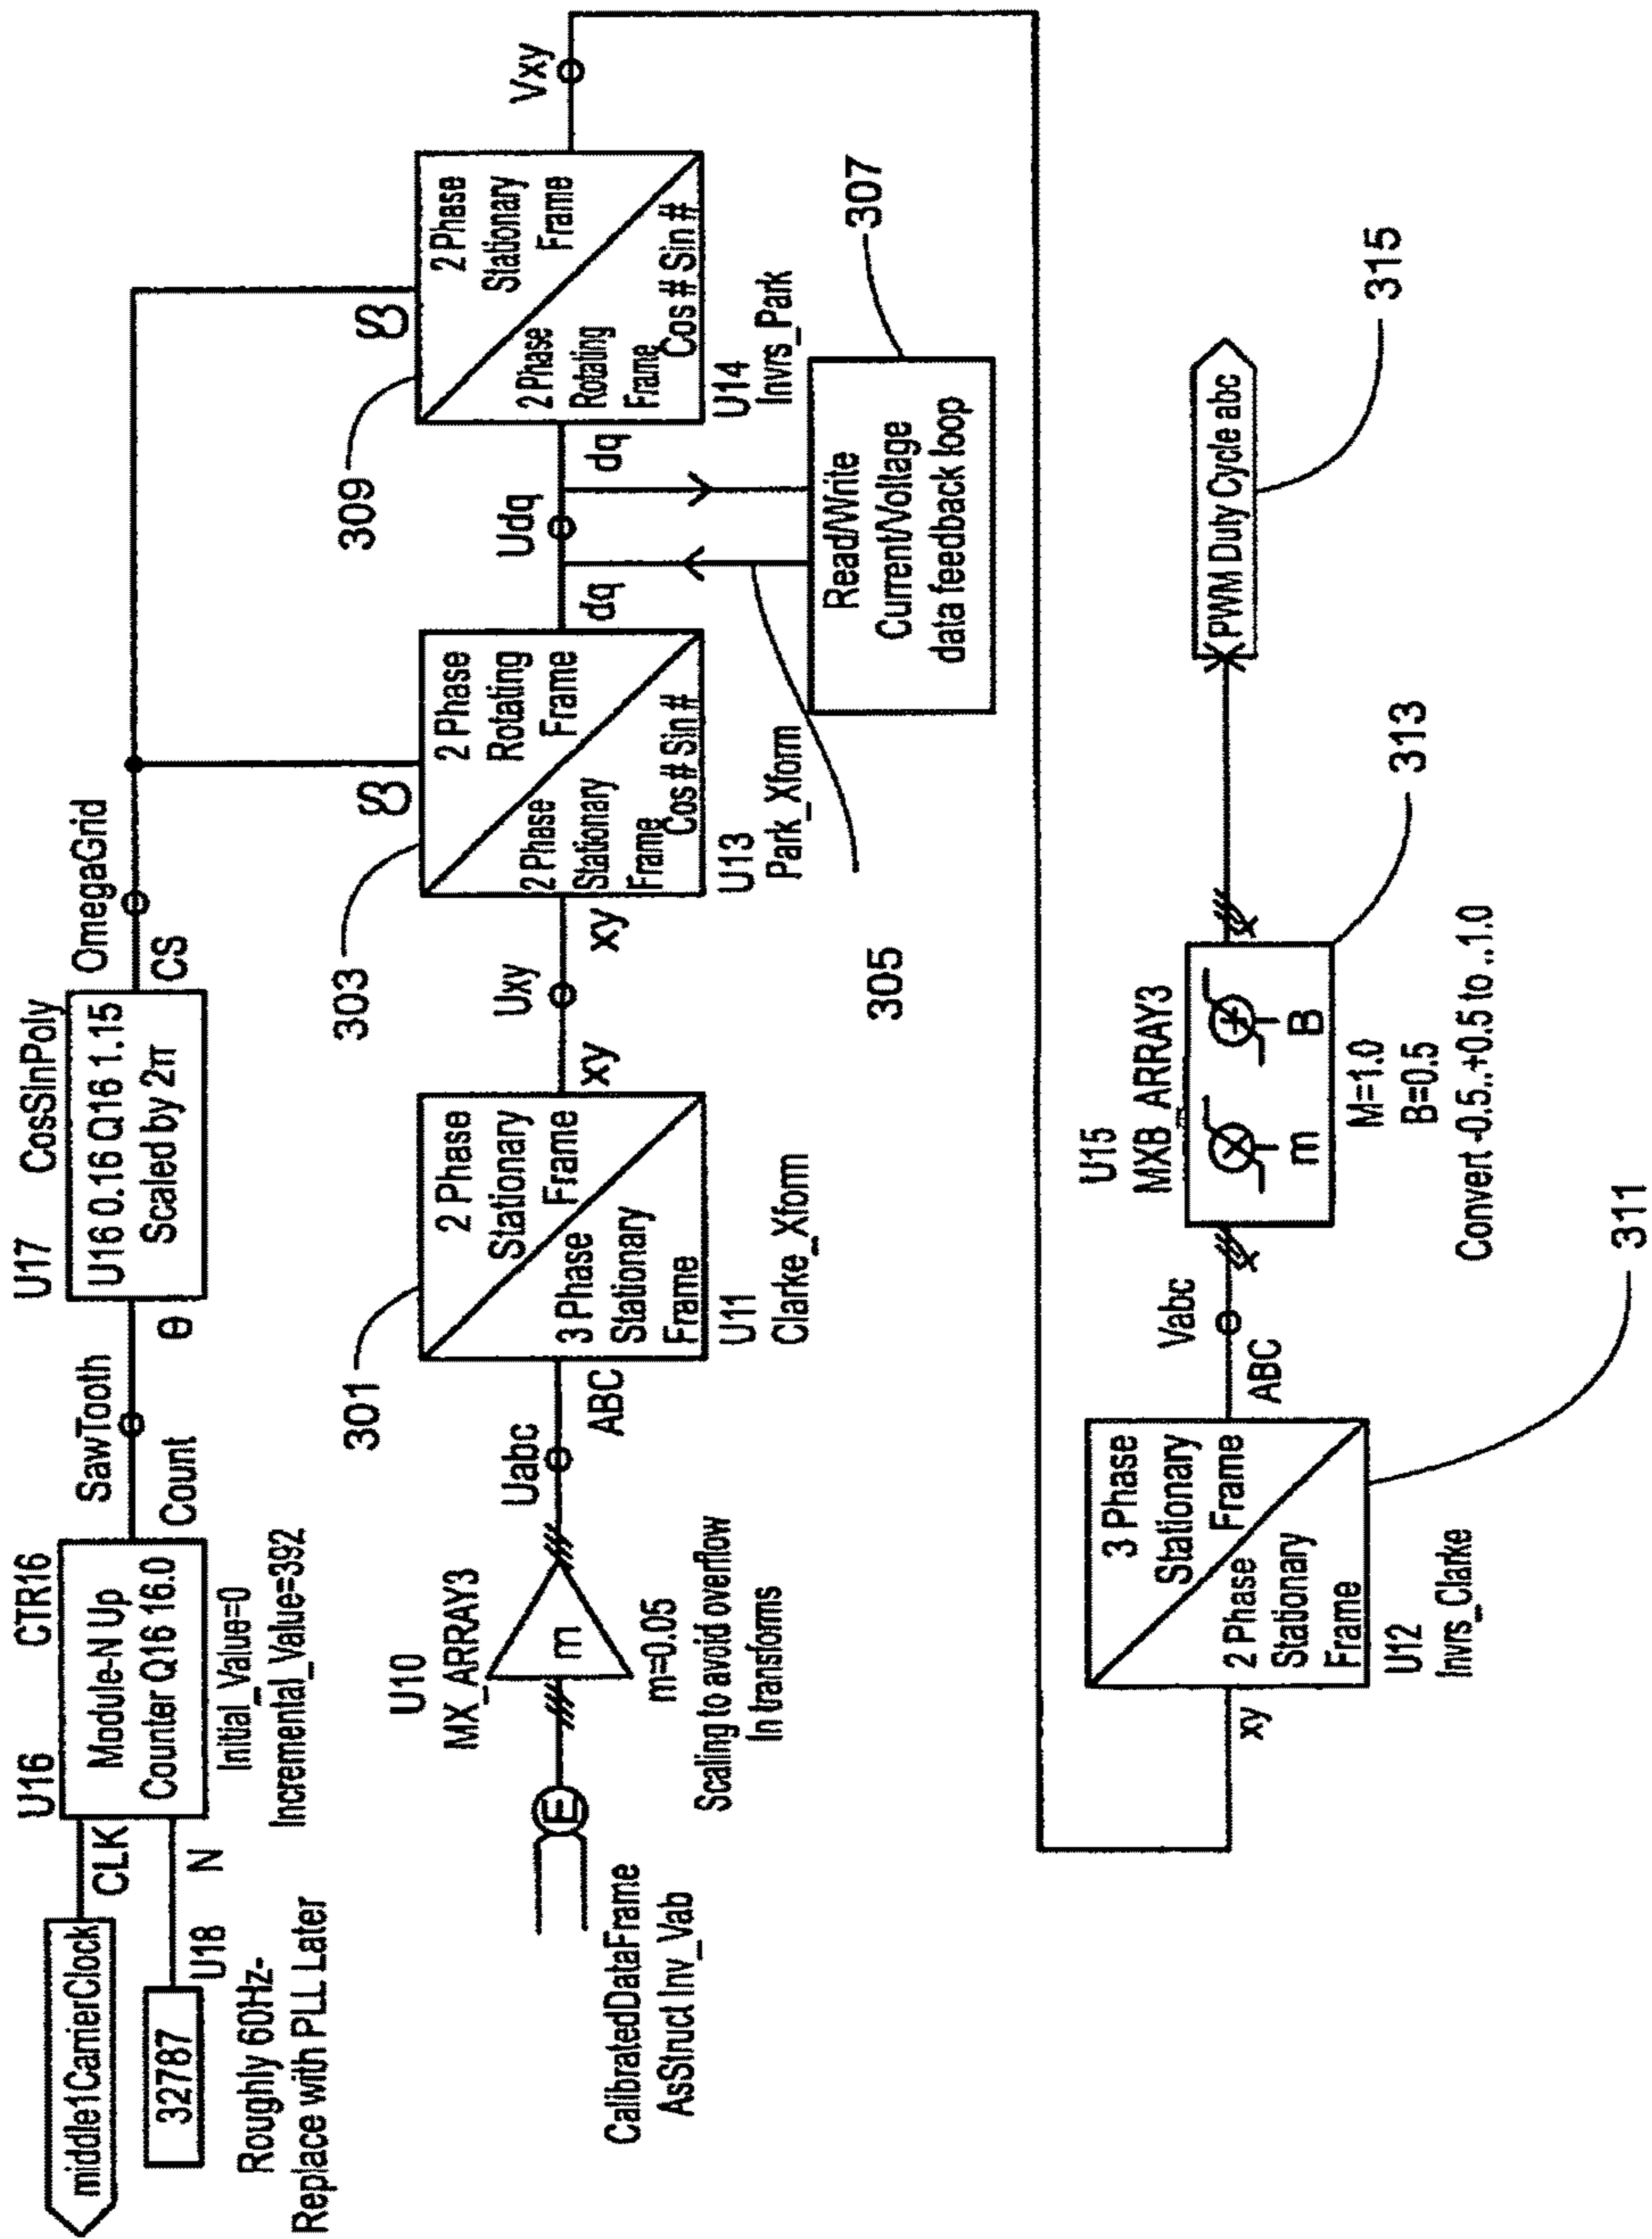 middle1CarrierClock
CLK
32787
U18
N
Roughly 60Hz-
Replace with PLL Later
U16
CTR16
Module-N Up
Counter Q16 16.0
Initial_Value=0
Incremental_Value=392
SawTooth
Count
θ
U17
CosSinPoly
U16 0.16 Q16 1.15
Scaled by 2π
OmegaGrid
CS
CalibratedDataFrame
AsStruct Inv_Vab
E
U10
MX_ARRAY3
m
m=0.05
Scaling to avoid overflow
In transforms
Uabc
ABC
301
2 Phase
Stationary
Frame
3 Phase
Stationary
Frame
U11
Clarke_Xform
xy
Uxy
xy
303
2 Phase
Rotating
Frame
2 Phase
Stationary
Frame
Cos # Sin #
U13
Park_Xform
305
dq
Udq
dq
Read/Write
Current/Voltage
data feedback loop
307
309
2 Phase
Stationary
Frame
2 Phase
Rotating
Frame
Cos # Sin #
U14
Invrs_Park
Vxy
xy
3 Phase
Stationary
Frame
2 Phase
Stationary
Frame
U12
Invrs_Clarke
311
Vabc
ABC
U15
MXB_ARRAY3
m
B
M=1.0
B=0.5
Convert -0.5..+0.5 to ..1.0
313
PWM Duty Cycle abc
315